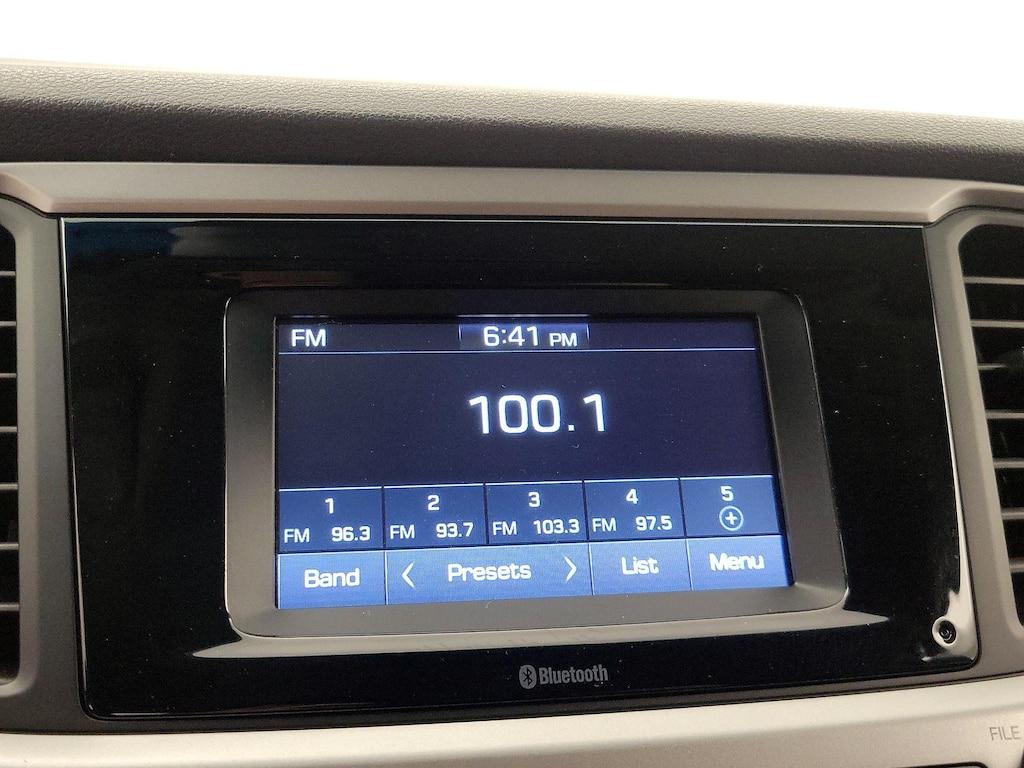 FM 6:41 PM
100.1
1 2 3 4 5
FM 96.3 FM 93.7 FM 103.3 FM 97.5
Band < Presets > List Menu
Bluetooth
FILE